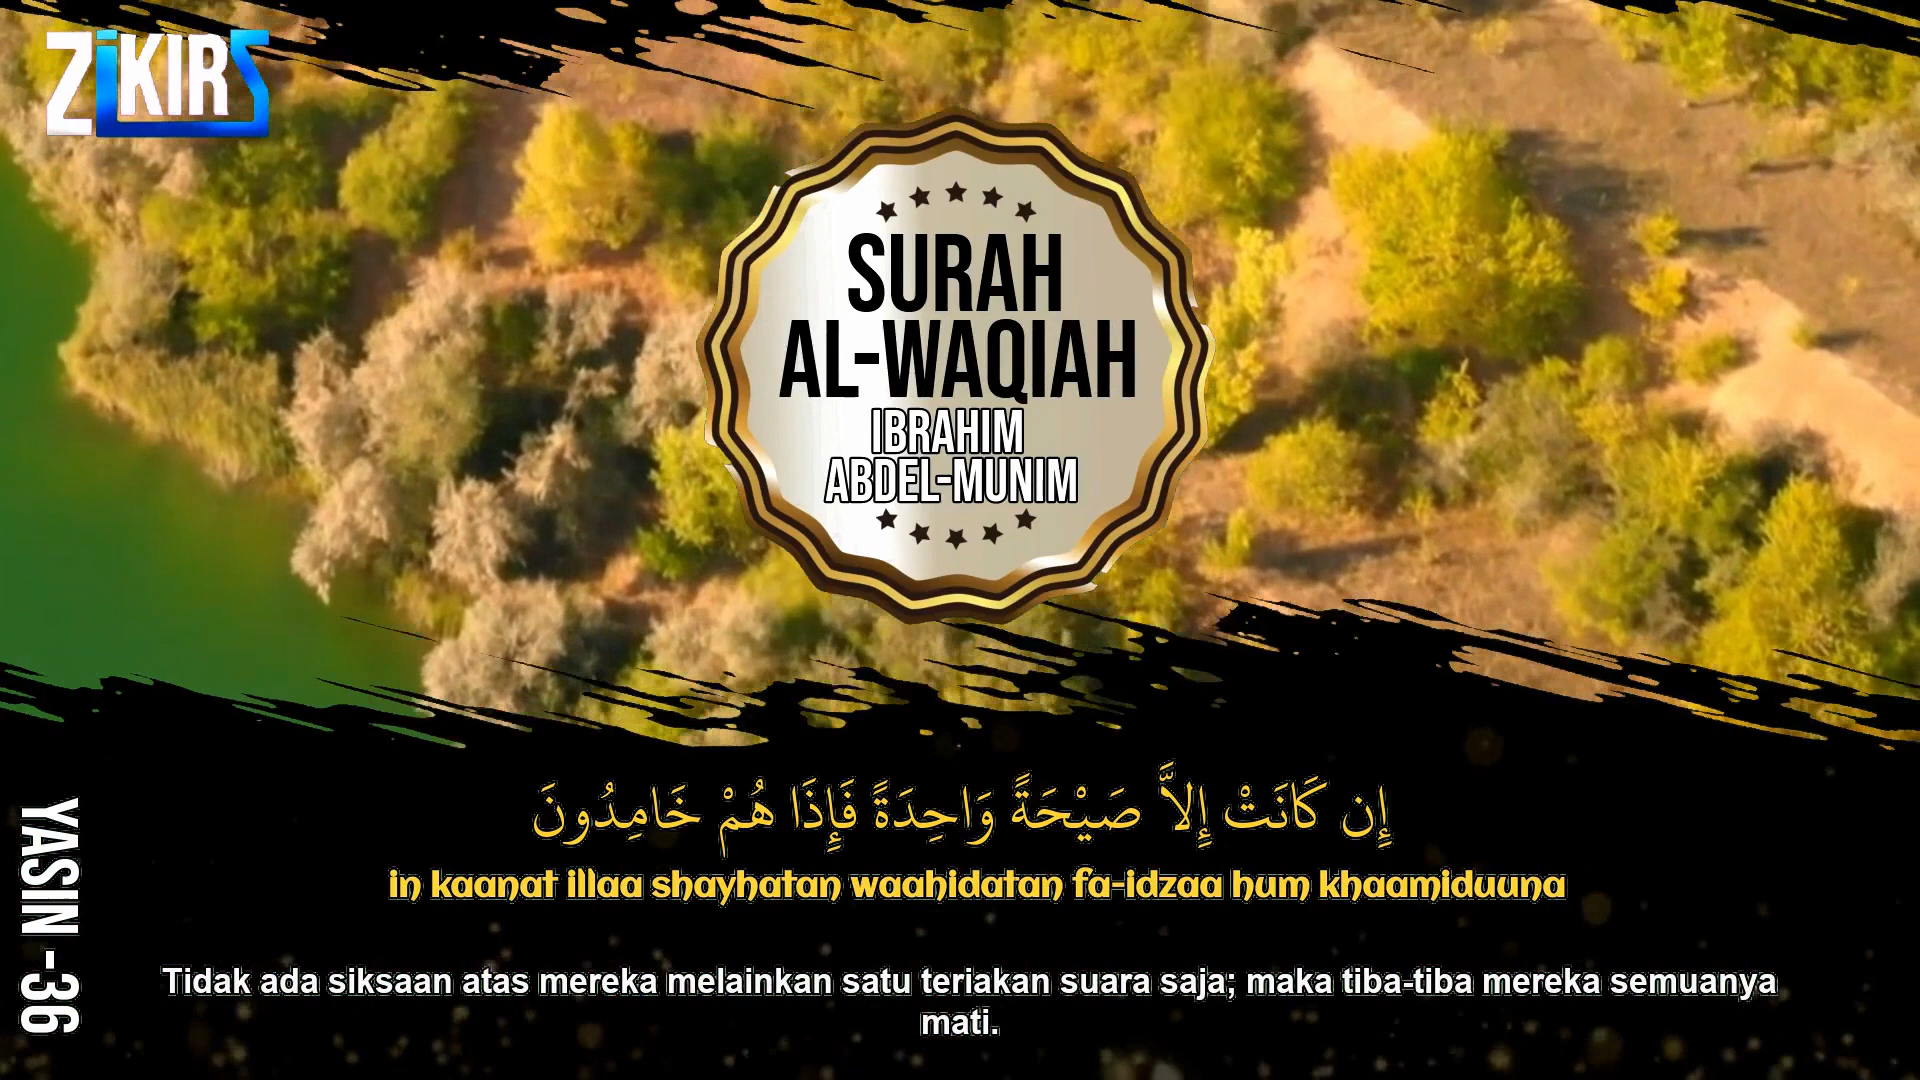 ZiKIRS
SURAH
AL-WAQIAH
IBRAHIM
ABDEL-MUNIM
إِن كَانَتْ إِلاَّ صَيْحَةً وَاحِدَةً فَإِذَا هُمْ خَامِدُونَ
in kaanat illaa shayhatan waahidatan fa-idzaa hum khaamiduuna
YASIN -36
Tidak ada siksaan atas mereka melainkan satu teriakan suara saja; maka tiba-tiba mereka semuanya
mati.